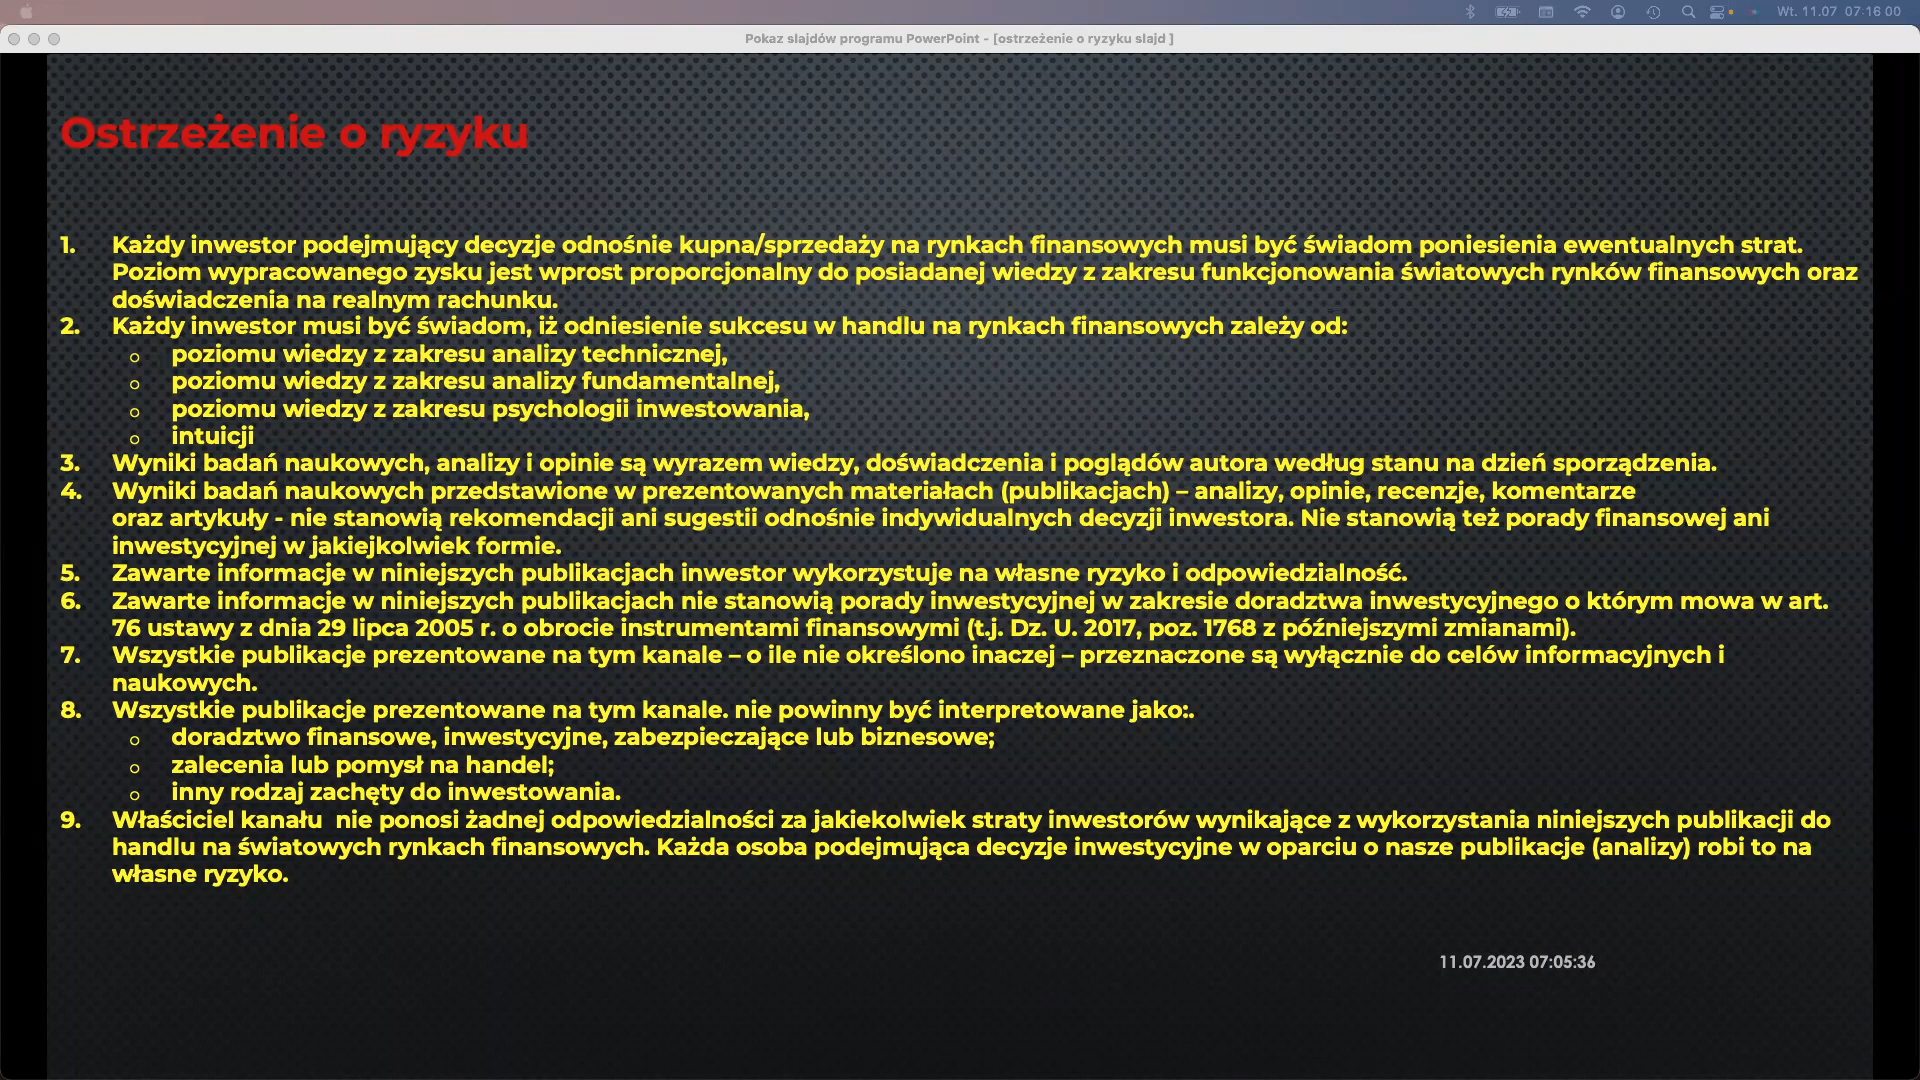 Wt. 11.07 07:16 00
Pokaz slajdów programu PowerPoint - [ostrzeżenie o ryzyku slajd ]
Ostrzeżenie o ryzyku
1. Każdy inwestor podejmujący decyzje odnośnie kupna/sprzedaży na rynkach finansowych musi być świadom poniesienia ewentualnych strat.
Poziom wypracowanego zysku jest wprost proporcjonalny do posiadanej wiedzy z zakresu funkcjonowania światowych rynków finansowych oraz
doświadczenia na realnym rachunku.
2. Każdy inwestor musi być świadom, iż odniesienie sukcesu w handlu na rynkach finansowych zależy od:
o poziomu wiedzy z zakresu analizy technicznej,
o poziomu wiedzy z zakresu analizy fundamentalnej,
o poziomu wiedzy z zakresu psychologii inwestowania,
o intuicji
3. Wyniki badań naukowych, analizy i opinie są wyrazem wiedzy, doświadczenia i poglądów autora według stanu na dzień sporządzenia.
4. Wyniki badań naukowych przedstawione w prezentowanych materiałach (publikacjach) – analizy, opinie, recenzje, komentarze
oraz artykuły - nie stanowią rekomendacji ani sugestii odnośnie indywidualnych decyzji inwestora. Nie stanowią też porady finansowej ani
inwestycyjnej w jakiejkolwiek formie.
5. Zawarte informacje w niniejszych publikacjach inwestor wykorzystuje na własne ryzyko i odpowiedzialność.
6. Zawarte informacje w niniejszych publikacjach nie stanowią porady inwestycyjnej w zakresie doradztwa inwestycyjnego o którym mowa w art.
76 ustawy z dnia 29 lipca 2005 r. o obrocie instrumentami finansowymi (t.j. Dz. U. 2017, poz. 1768 z późniejszymi zmianami).
7. Wszystkie publikacje prezentowane na tym kanale – o ile nie określono inaczej – przeznaczone są wyłącznie do celów informacyjnych i
naukowych.
8. Wszystkie publikacje prezentowane na tym kanale. nie powinny być interpretowane jako:.
o doradztwo finansowe, inwestycyjne, zabezpieczające lub biznesowe;
o zalecenia lub pomysł na handel;
o inny rodzaj zachęty do inwestowania.
9. Właściciel kanału  nie ponosi żadnej odpowiedzialności za jakiekolwiek straty inwestorów wynikające z wykorzystania niniejszych publikacji do
handlu na światowych rynkach finansowych. Każda osoba podejmująca decyzje inwestycyjne w oparciu o nasze publikacje (analizy) robi to na
własne ryzyko.
11.07.2023 07:05:36